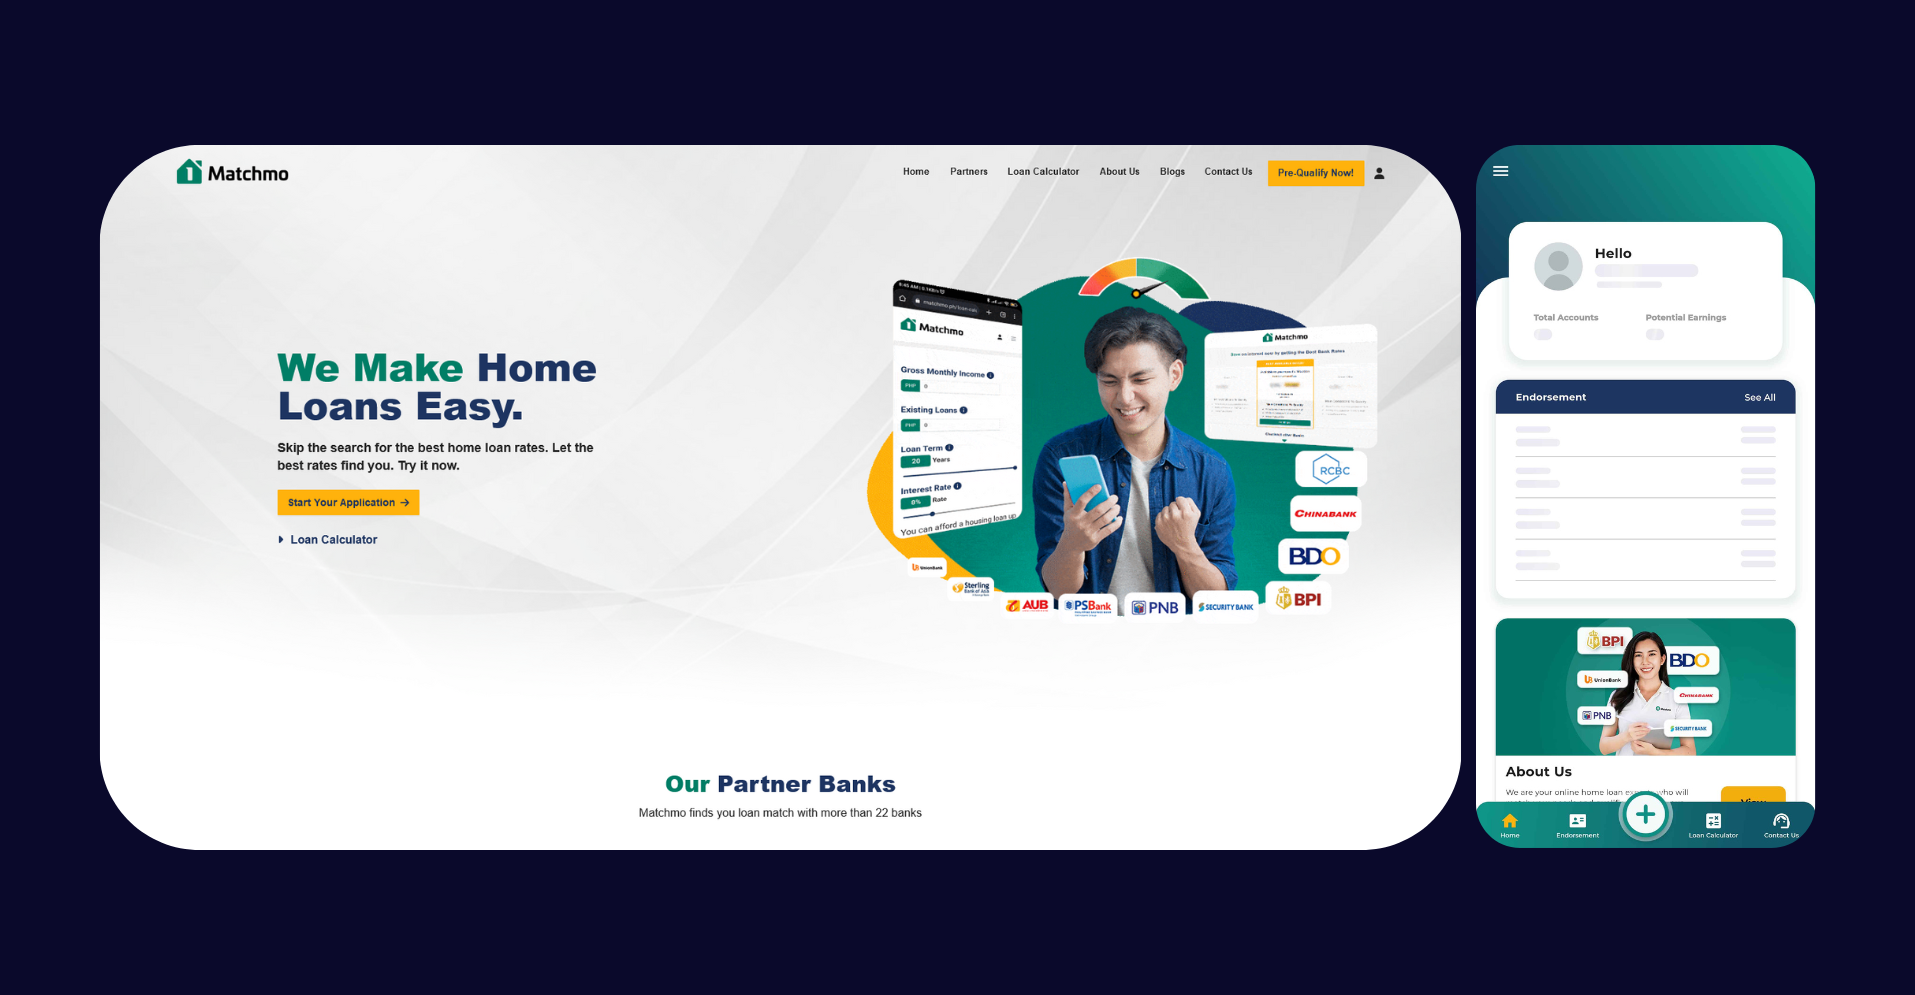 Matchmo
Home Partners Loan Calculator About Us Blogs Contact Us Pre-Qualify Now!
We Make Home
Loans Easy.
Skip the search for the best home loan rates. Let the
best rates find you. Try it now.
Start Your Application →
Loan Calculator
Matchmo
Gross Monthly Income
PHP 0
Existing Loans
PHP 0
Loan Term
20 Years
Interest Rate
8% Rate
You can afford a housing loan up
Matchmo
RCBC
CHINABANK
BDO
BPI
SECURITY BANK
PNB
PSBank
AUB
Sterling
Bank of Asia
UnionBank
Our Partner Banks
Matchmo finds you loan match with more than 22 banks
Hello
Total Accounts Potential Earnings
Endorsement See All
BPI
BDO
UnionBank
CHINABANK
PNB
SECURITY BANK
About Us
We are your online home loan who will
View
Home Endorsement + Loan Calculator Contact Us